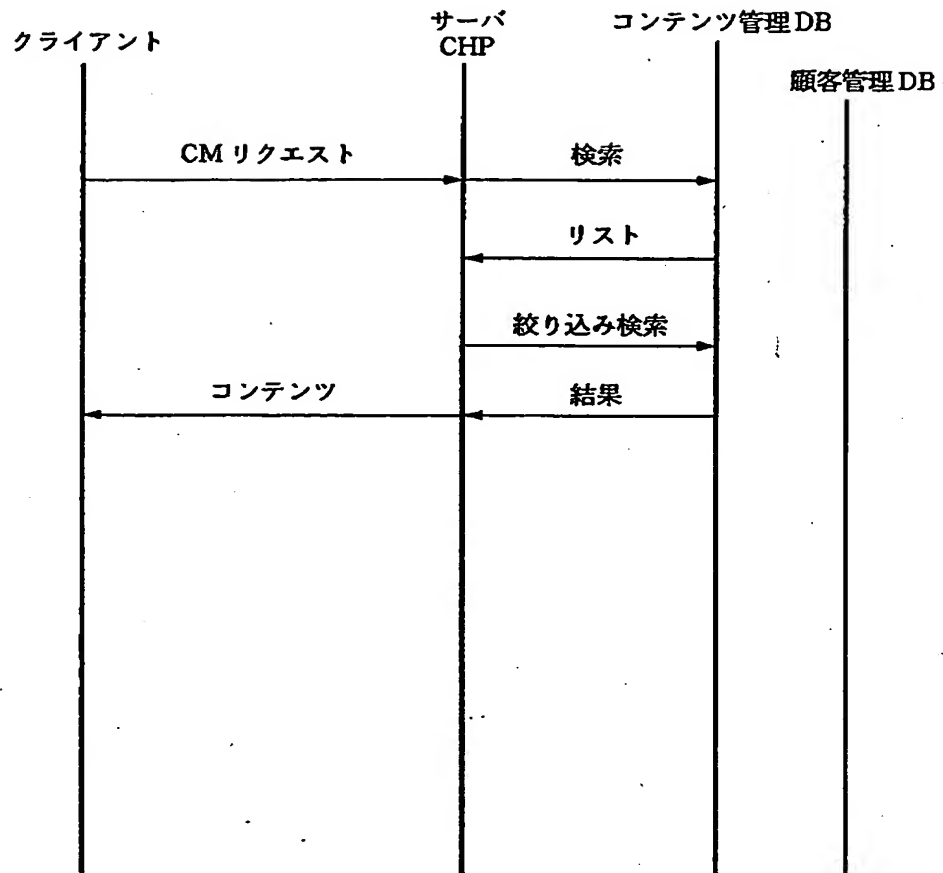 クライアント
サーバ
CHP
コンテンツ管理DB
顧客管理DB
CMリクエスト
検索
リスト
絞り込み検索
コンテンツ
結果